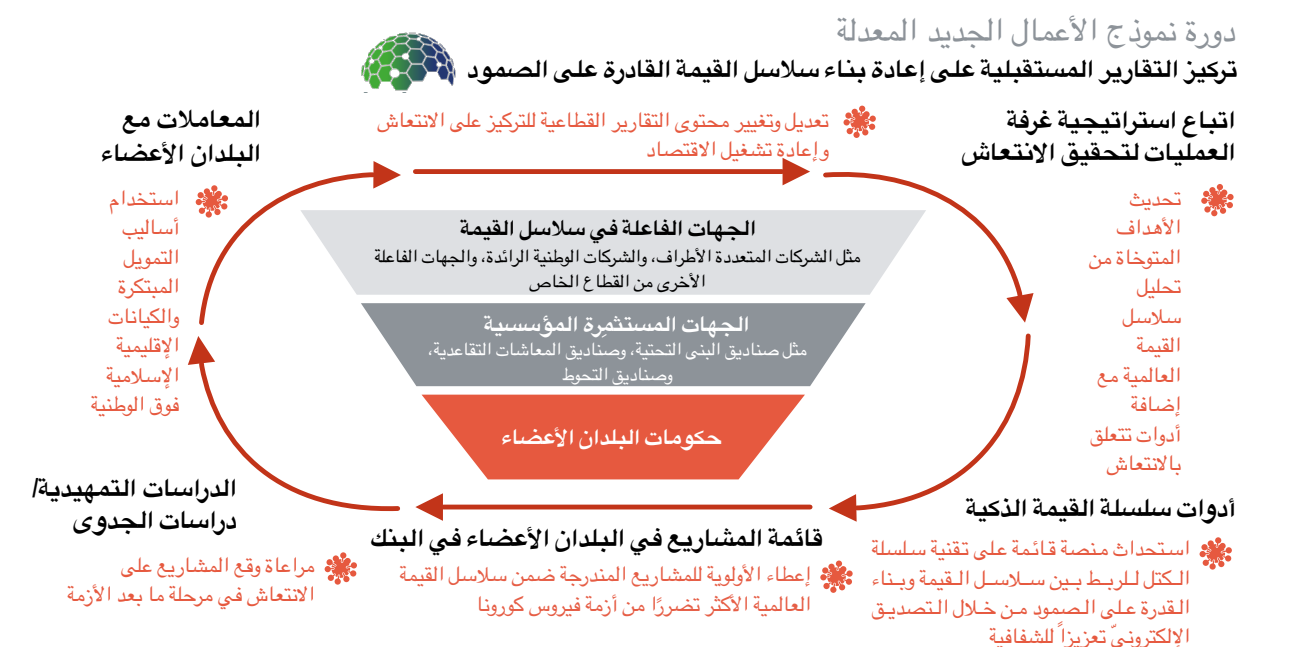 دورة نموذج الأعمال الجديد المعدلة
تركيز التقارير المستقبلية على إعادة بناء سلاسل القيمة القادرة على الصمود
تعديل وتغيير محتوى التقارير القطاعية للتركيز على الانتعاش
وإعادة تشغيل الاقتصاد
اتباع استراتيجية غرفة
العمليات لتحقيق الانتعاش
تحديث
الأهداف
المتوخاة من
تحليل
سلاسل
القيمة
العالمية مع
إضافة
أدوات تتعلق
بالانتعاش
أدوات سلسلة القيمة الذكية
استحداث منصة قائمة على تقنية سلسلة
الكتل للربط بين سلاسل القيمة وبناء
القدرة على الصمود من خلال التصديق
الإلكترونيّ تعزيزاً للشفافية
قائمة المشاريع في البلدان الأعضاء في البنك
إعطاء الأولوية للمشاريع المندرجة ضمن سلاسل القيمة
العالمية الأكثر تضررًا من أزمة فيروس كورونا
الدراسات التمهيدية/
دراسات الجدوى
مراعاة وقع المشاريع على
الانتعاش في مرحلة ما بعد الأزمة
المعاملات مع
البلدان الأعضاء
استخدام
أساليب
التمويل
المبتكرة
والكيانات
الإقليمية
الإسلامية
فوق الوطنية
الجهات الفاعلة في سلاسل القيمة
مثل الشركات المتعددة الأطراف، والشركات الوطنية الرائدة، والجهات الفاعلة
الأخرى من القطاع الخاص
الجهات المستثمِرة المؤسسية
مثل صناديق البنى التحتية، وصناديق المعاشات التقاعدية،
وصناديق التحوط
حكومات البلدان الأعضاء